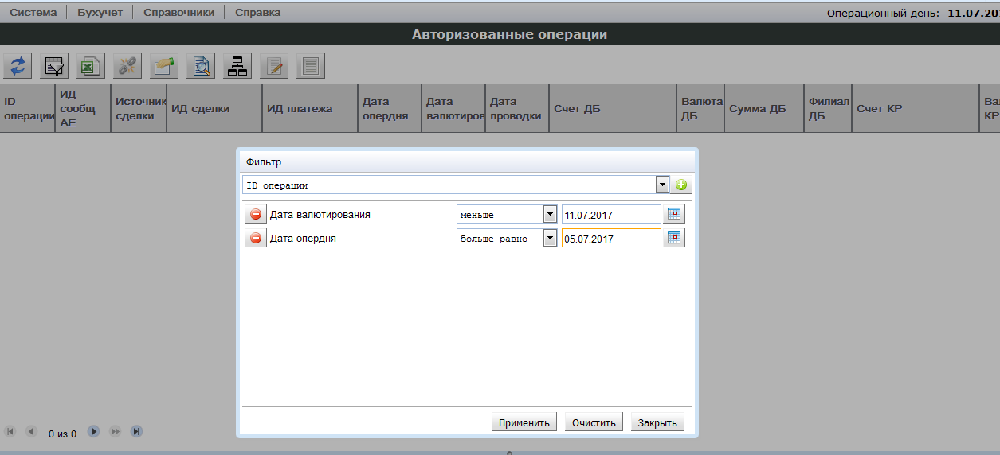 Система Бухучет Справочники Справка Операционный день: 11.07.20
Авторизованные операции
ID операции
ИД сообщ АЕ
Источник сделки
ИД сделки
ИД платежа
Дата опердня
Дата валютиров
Дата проводки
Счет ДБ
Валюта ДБ
Сумма ДБ
Филиал ДБ
Счет КР
Ва КР
Фильтр
ID операции
Дата валютирования меньше 11.07.2017
Дата опердня больше равно 05.07.2017
Применить Очистить Закрыть
0 из 0